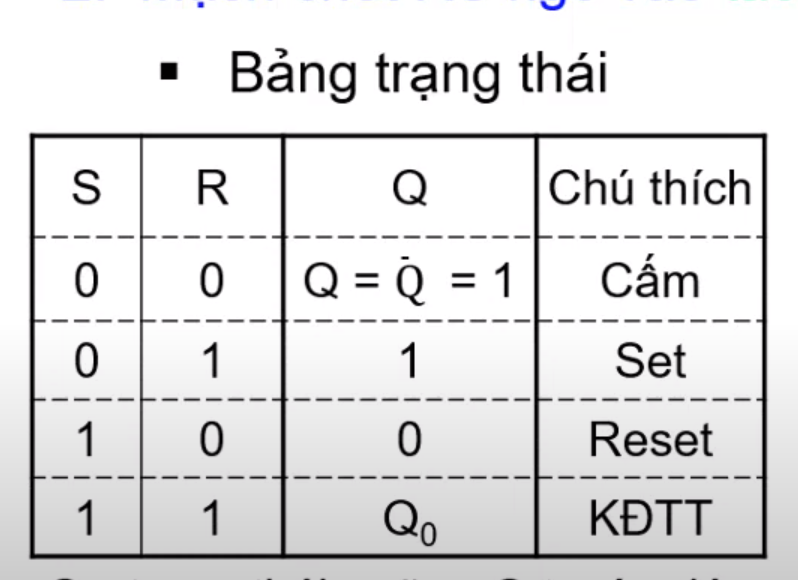 ▪ Bảng trạng thái
S R Q Chú thích
0 0 Q = Q̄ = 1 Cấm
0 1 1 Set
1 0 0 Reset
1 1 Q₀ KĐTT